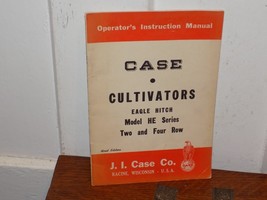 Operator's Instruction Manual
CASE
CULTIVATORS
EAGLE HITCH
Model HE Series
Two and Four Row
J. I. Case Co.
RACINE, WISCONSIN - U.S.A.